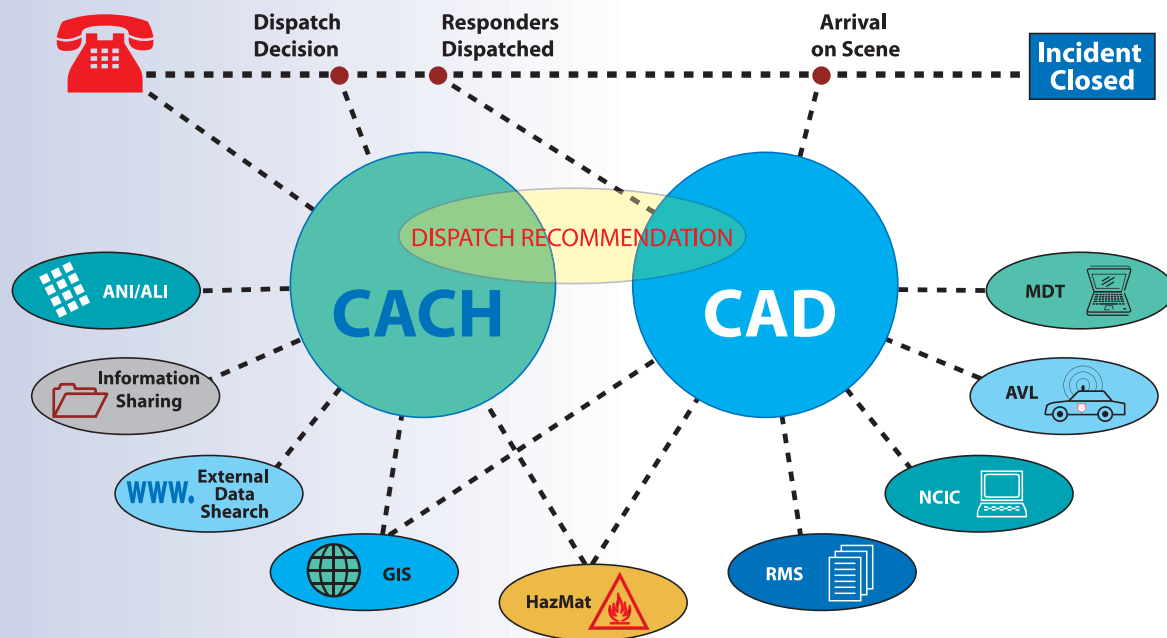 Dispatch
Decision
Responders
Dispatched
Arrival
on Scene
Incident
Closed
DISPATCH RECOMMENDATION
CACH
CAD
ANI/ALI
MDT
Information
Sharing
AVL
WWW.
External
Data
Shearch
NCIC
GIS
HazMat
RMS